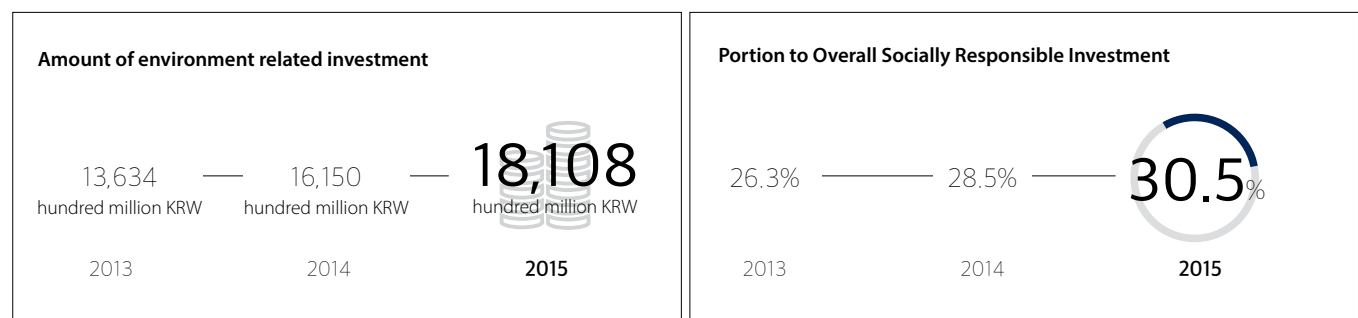 Amount of environment related investment
13,634
hundred million KRW
16,150
hundred million KRW
18,108
hundred million KRW
2013
2014
2015
Portion to Overall Socially Responsible Investment
26.3%
28.5%
30.5%
2013
2014
2015